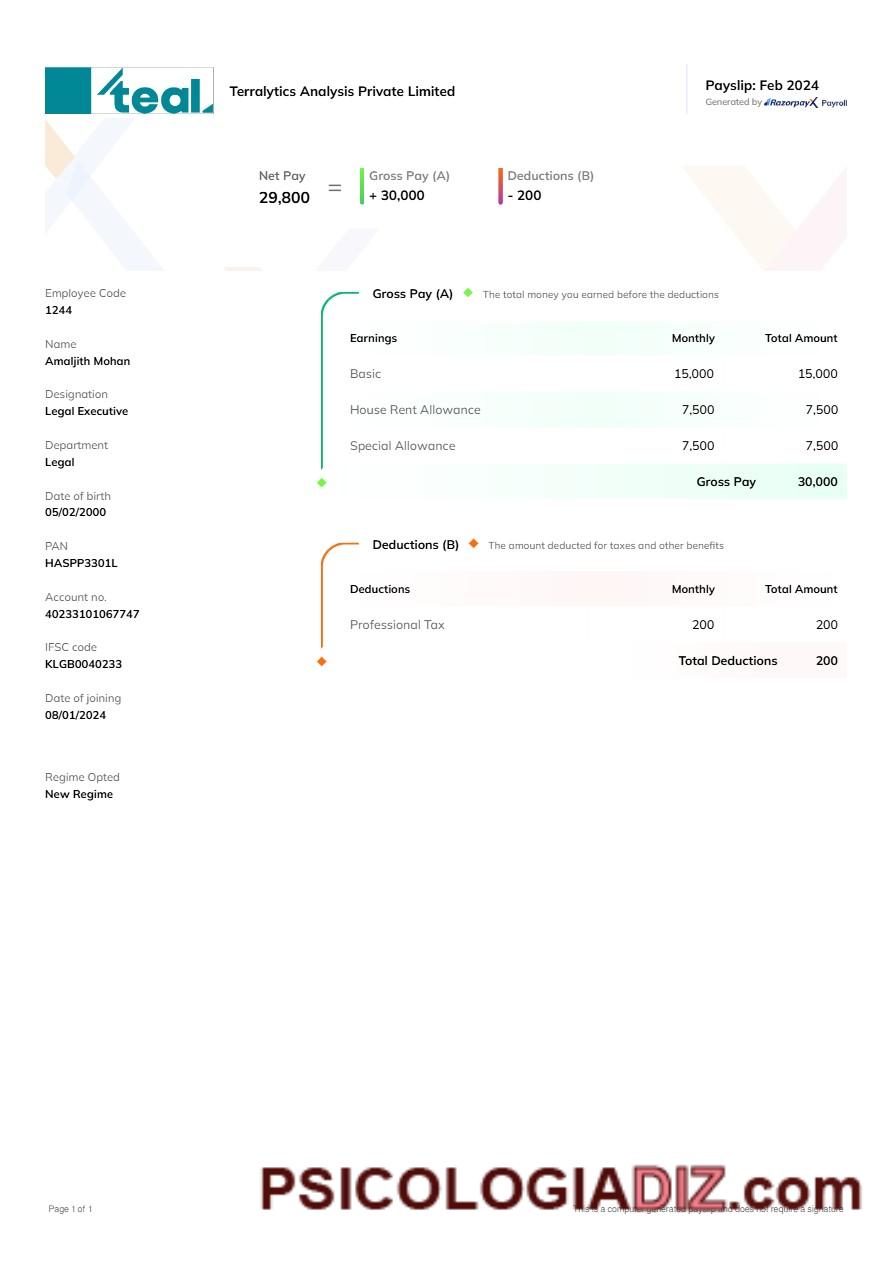 teal.
Terralytics Analysis Private Limited
Payslip: Feb 2024
Generated by RazorpayX Payroll
Net Pay
29,800
=
Gross Pay (A)
+ 30,000
Deductions (B)
- 200
Employee Code
1244
Name
Amaljith Mohan
Designation
Legal Executive
Department
Legal
Date of birth
05/02/2000
PAN
HASPP3301L
Account no.
40233101067747
IFSC code
KLGB0040233
Date of joining
08/01/2024
Regime Opted
New Regime
Gross Pay (A) The total money you earned before the deductions
Earnings Monthly Total Amount
Basic 15,000 15,000
House Rent Allowance 7,500 7,500
Special Allowance 7,500 7,500
Gross Pay 30,000
Deductions (B) The amount deducted for taxes and other benefits
Deductions Monthly Total Amount
Professional Tax 200 200
Total Deductions 200
PSICOLOGIADIZ.com
Page 1 of 1
This is a computer generated payslip and does not require a signature